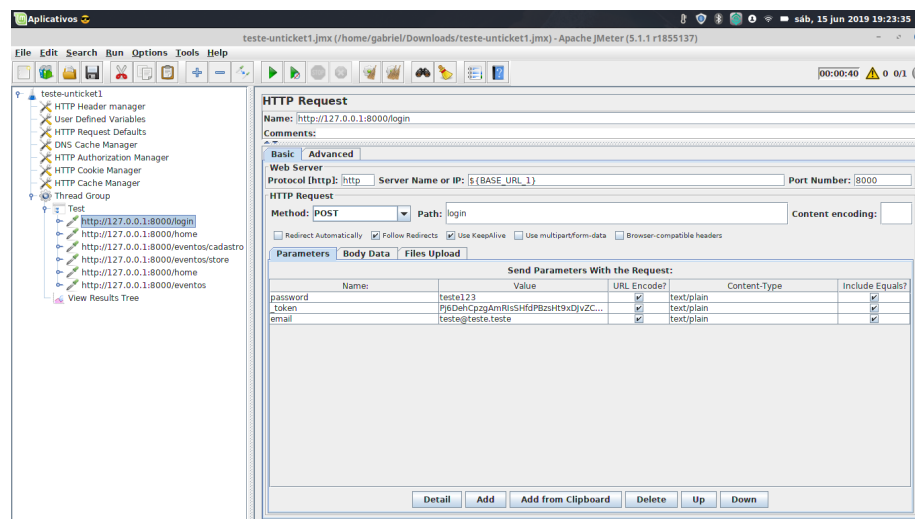 Aplicativos
sáb, 15 jun 2019 19:23:35
teste-unticket1.jmx (/home/gabriel/Downloads/teste-unticket1.jmx) - Apache JMeter (5.1.1 r1855137)
File Edit Search Run Options Tools Help
00:00:40 0 0/1
teste-unticket1
HTTP Header manager
User Defined Variables
HTTP Request Defaults
DNS Cache Manager
HTTP Authorization Manager
HTTP Cookie Manager
HTTP Cache Manager
Thread Group
Test
http://127.0.0.1:8000/login
http://127.0.0.1:8000/home
http://127.0.0.1:8000/eventos/cadastro
http://127.0.0.1:8000/eventos/store
http://127.0.0.1:8000/home
http://127.0.0.1:8000/eventos
View Results Tree
HTTP Request
Name: http://127.0.0.1:8000/login
Comments:
Basic Advanced
Web Server
Protocol [http]: http Server Name or IP: ${BASE_URL_1} Port Number: 8000
HTTP Request
Method: POST Path: login Content encoding:
Redirect Automatically Follow Redirects Use KeepAlive Use multipart/form-data Browser-compatible headers
Parameters Body Data Files Upload
Send Parameters With the Request:
Name: Value URL Encode? Content-Type Include Equals?
password teste123 text/plain
_token text/plain
email teste@teste.teste text/plain
Detail Add Add from Clipboard Delete Up Down